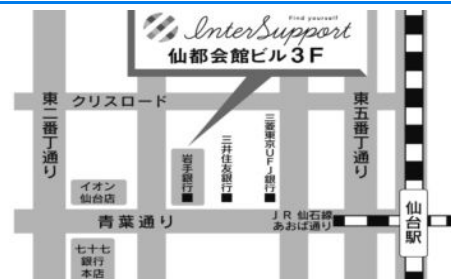 Find yourself
InterSupport
仙都会館ビル3F
東二番丁通り
クリスロード
東五番丁通り
岩手銀行
三井住友銀行
三菱東京UFJ銀行
イオン
仙台店
青葉通り
JR 仙石線
あおば通り
仙台駅
七十七
銀行
本店